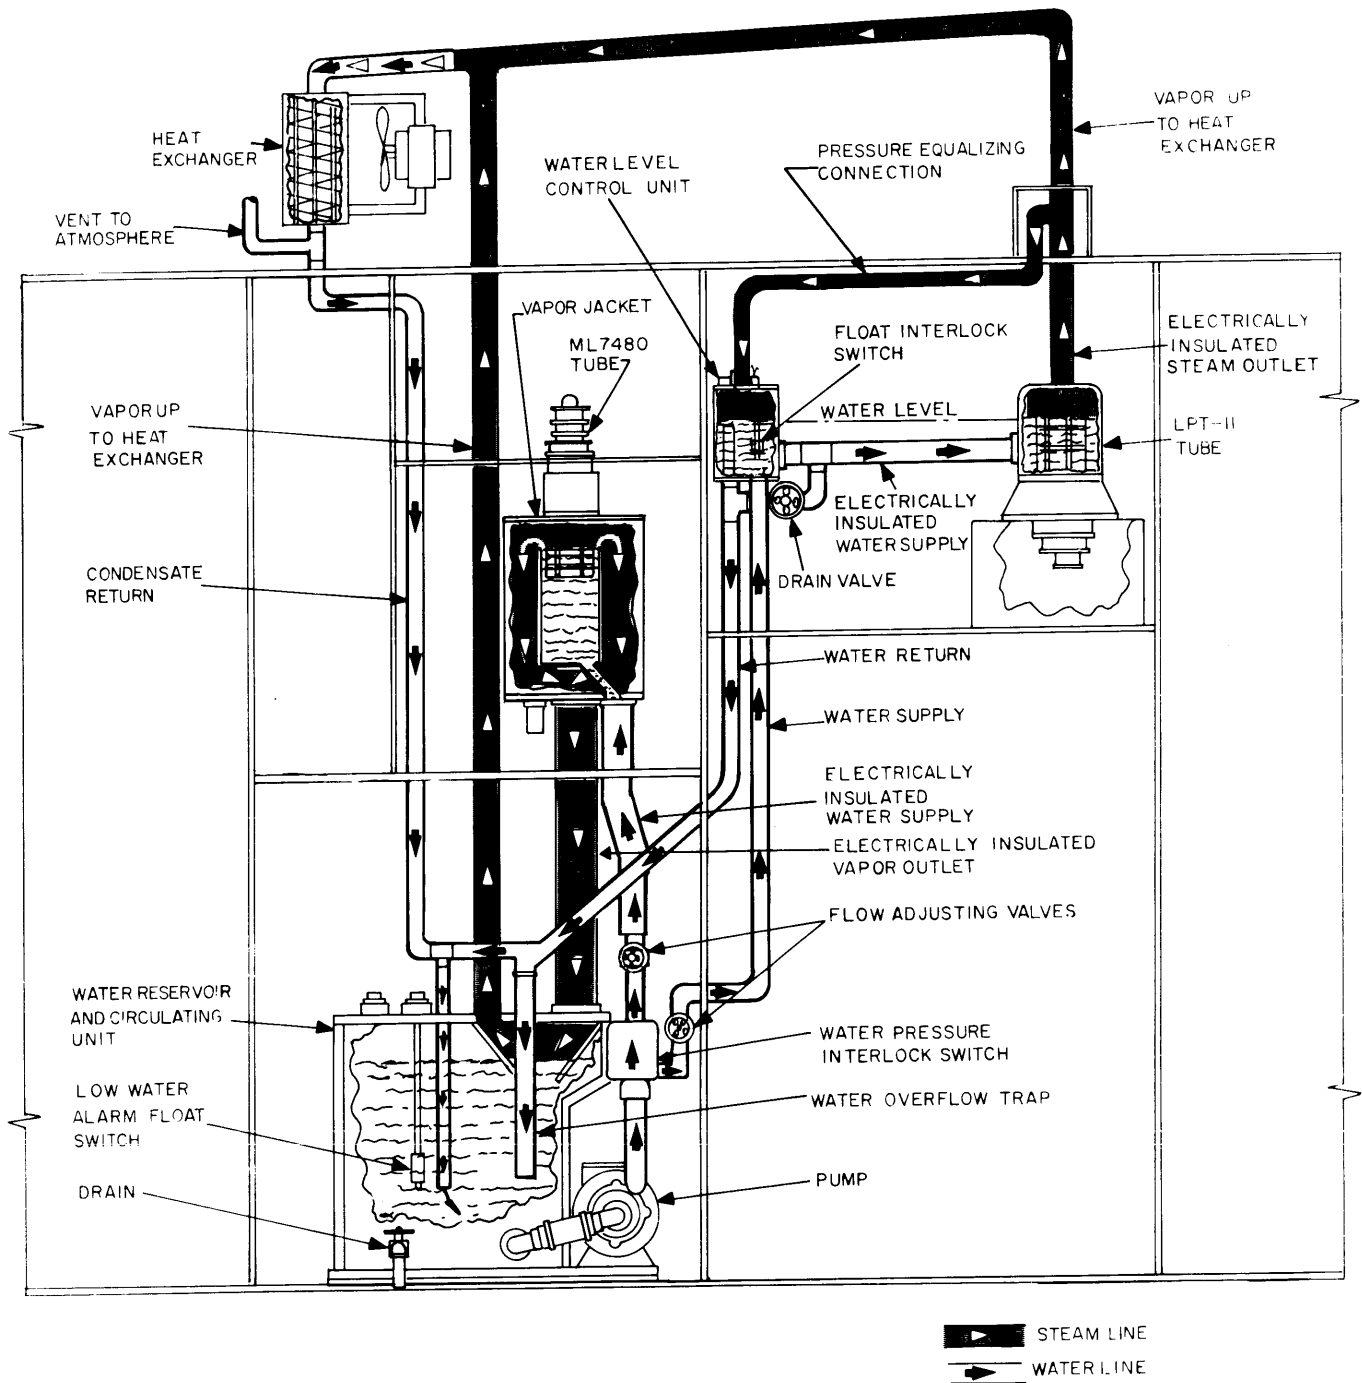 VAPOR UP
TO HEAT
EXCHANGER
HEAT
EXCHANGER
WATER LEVEL
CONTROL UNIT
PRESSURE EQUALIZING
CONNECTION
VENT TO
ATMOSPHERE
VAPOR JACKET
ML7480
TUBE
FLOAT INTERLOCK
SWITCH
ELECTRICALLY
INSULATED
STEAM OUTLET
VAPOR UP
TO HEAT
EXCHANGER
WATER LEVEL
LPT-11
TUBE
ELECTRICALLY
INSULATED
WATER SUPPLY
CONDENSATE
RETURN
DRAIN VALVE
WATER RETURN
WATER SUPPLY
ELECTRICALLY
INSULATED
WATER SUPPLY
ELECTRICALLY INSULATED
VAPOR OUTLET
FLOW ADJUSTING VALVES
WATER RESERVOIR
AND CIRCULATING
UNIT
WATER PRESSURE
INTERLOCK SWITCH
LOW WATER
ALARM FLOAT
SWITCH
WATER OVERFLOW TRAP
DRAIN
PUMP
STEAM LINE
WATER LINE